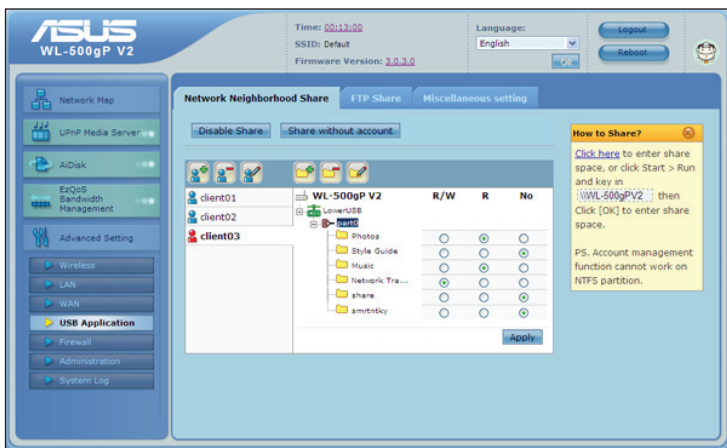 ASUS
WL-500gP V2
Time: 00:13:00
SSID: Default
Firmware Version: 3.0.3.0
Language:
English
OK
Logout
Reboot
Network Map
UPnP Media Server
AiDisk
EzQoS
Bandwidth
Management
Advanced Setting
Wireless
LAN
WAN
USB Application
Firewall
Administration
System Log
Network Neighborhood Share
FTP Share
Miscellaneous setting
Disable Share
Share without account
client01
client02
client03
WL-500gP V2 R/W R No
LowerUSB
part0
Photos
Style Guide
Music
Network Tra...
share
smrtntky
Apply
How to Share?
Click here to enter share
space, or click Start > Run
and key in
\\WL-500gPV2 then
Click [OK] to enter share
space.
PS. Account management
function cannot work on
NTFS partition.